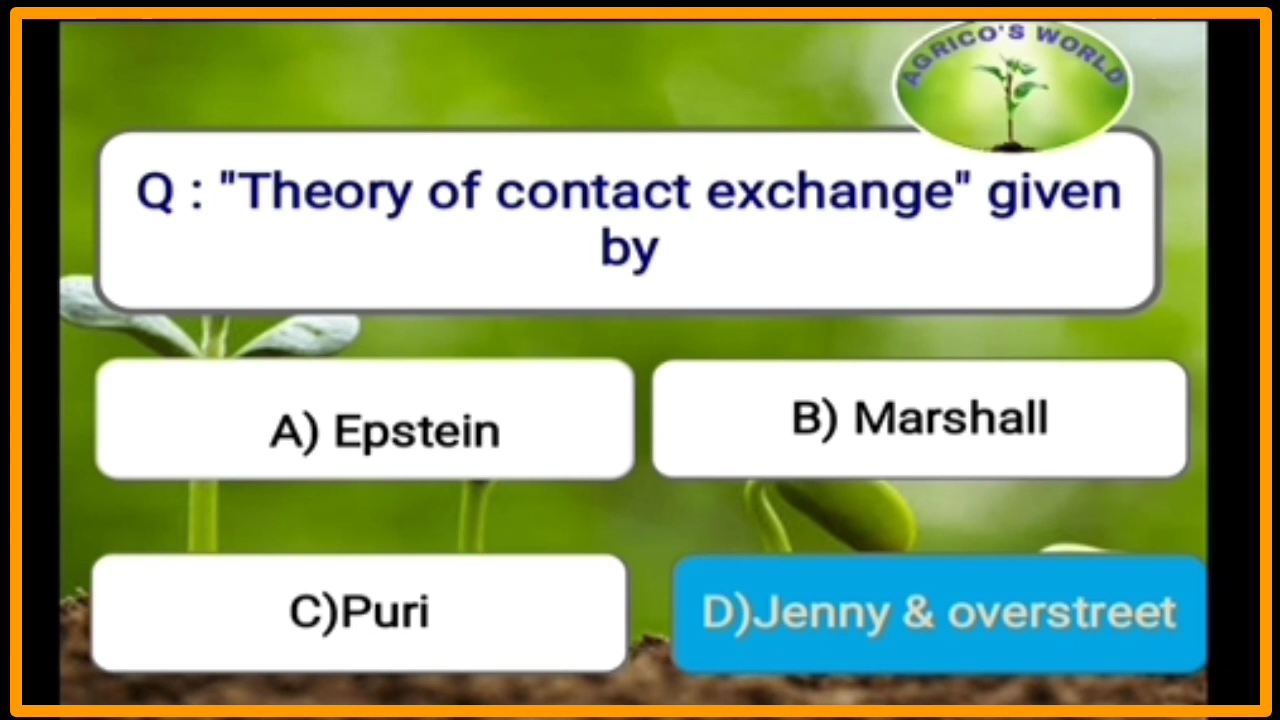 AGRICO'S WORLD
Q : "Theory of contact exchange" given
by
A) Epstein
B) Marshall
C)Puri
D)Jenny & overstreet